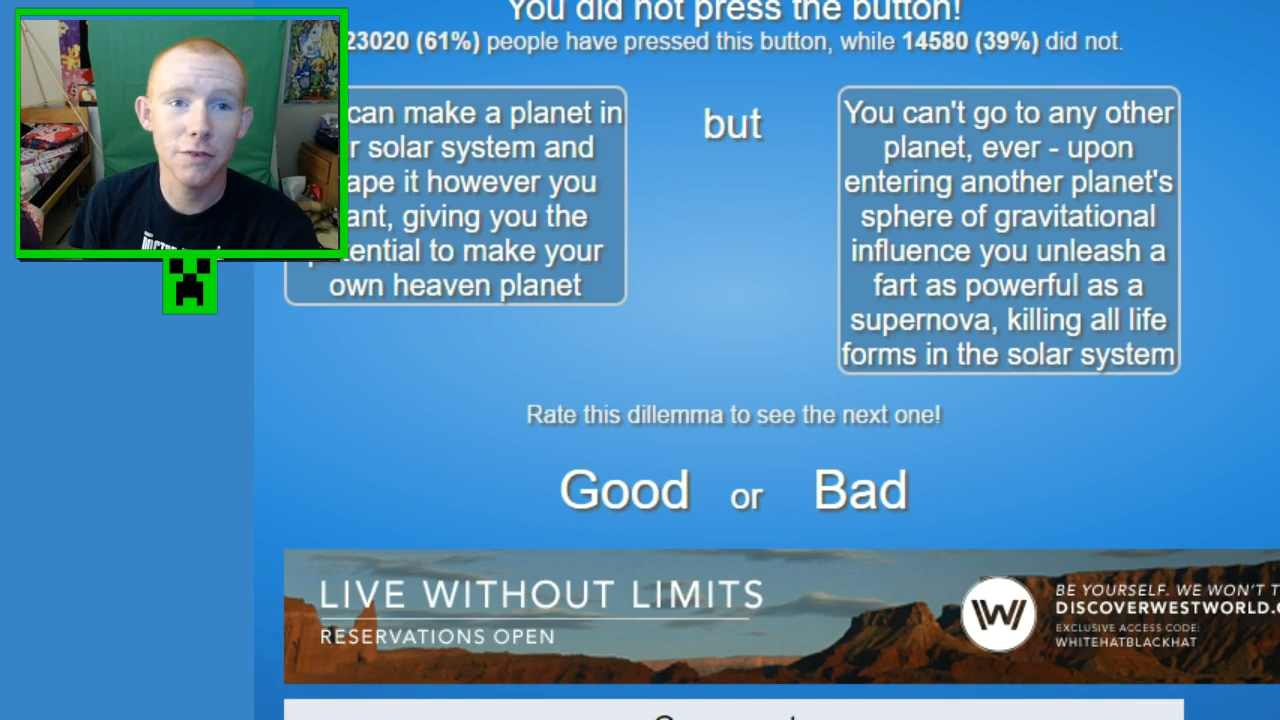 You did not press the button!
23020 (61%) people have pressed this button, while 14580 (39%) did not.
can make a planet in
solar system and
it however you
giving you the
to make your
own heaven planet
but
You can't go to any other
planet, ever - upon
entering another planet's
sphere of gravitational
influence you unleash a
fart as powerful as a
supernova, killing all life
forms in the solar system
Rate this dillemma to see the next one!
Good or Bad
LIVE WITHOUT LIMITS
RESERVATIONS OPEN
W
BE YOURSELF. WE WON'T
DISCOVERWESTWORLD.
EXCLUSIVE ACCESS CODE:
WHITEHATBLACKHAT